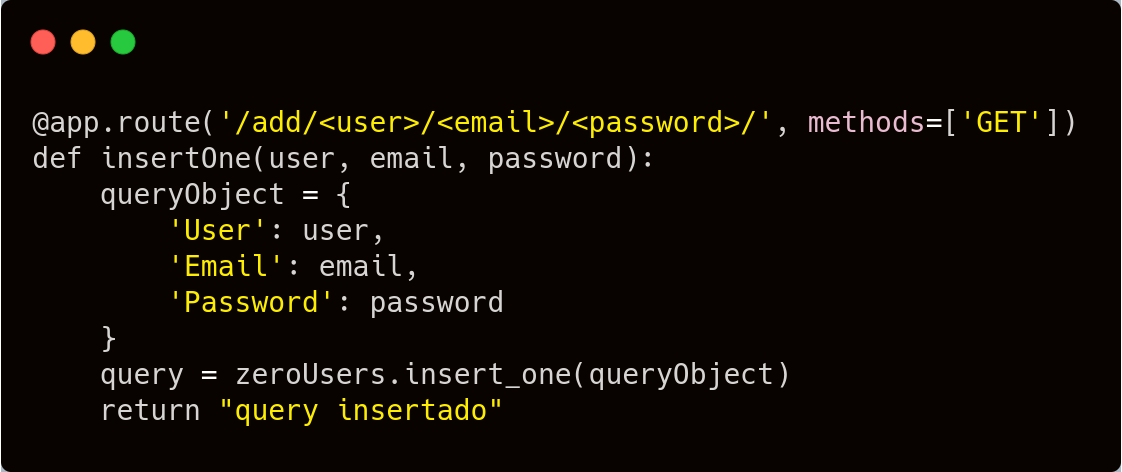 @app.route('/add/<user>/<email>/<password>/', methods=['GET'])
def insertOne(user, email, password):
    queryObject = {
        'User': user,
        'Email': email,
        'Password': password
    }
    query = zeroUsers.insert_one(queryObject)
    return "query insertado"